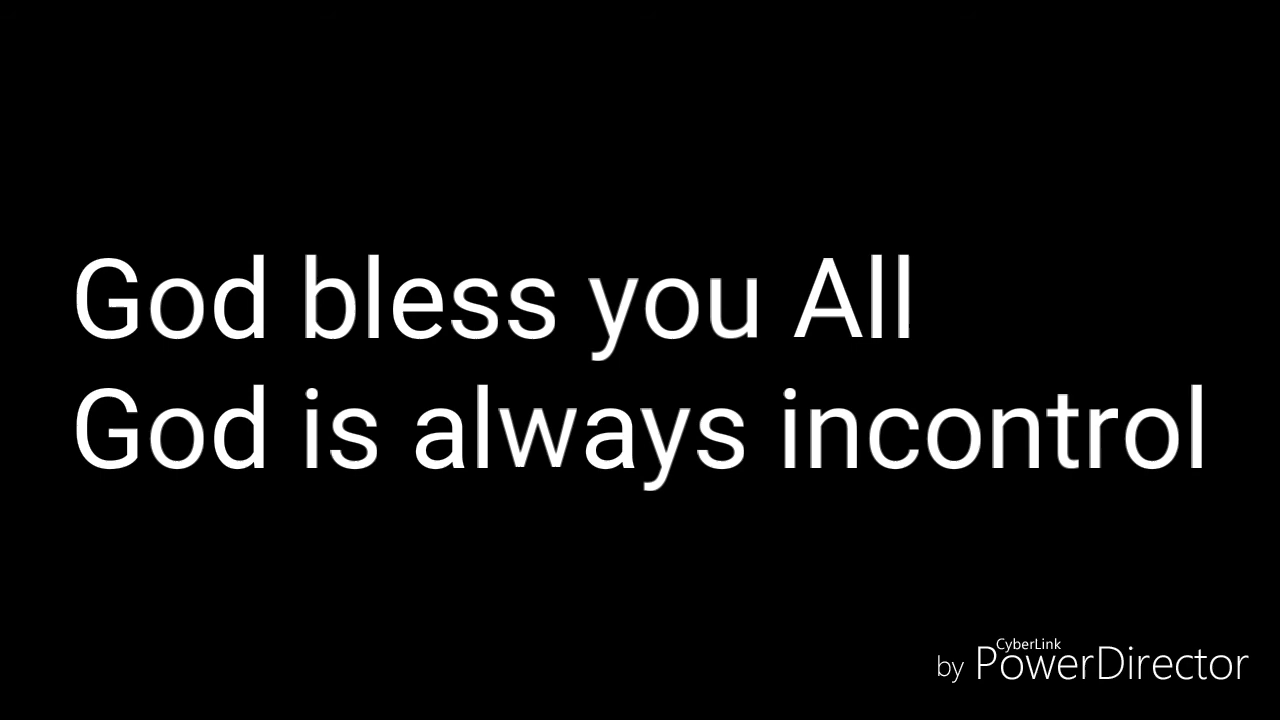 God bless you All
God is always incontrol
CyberLink
by PowerDirector